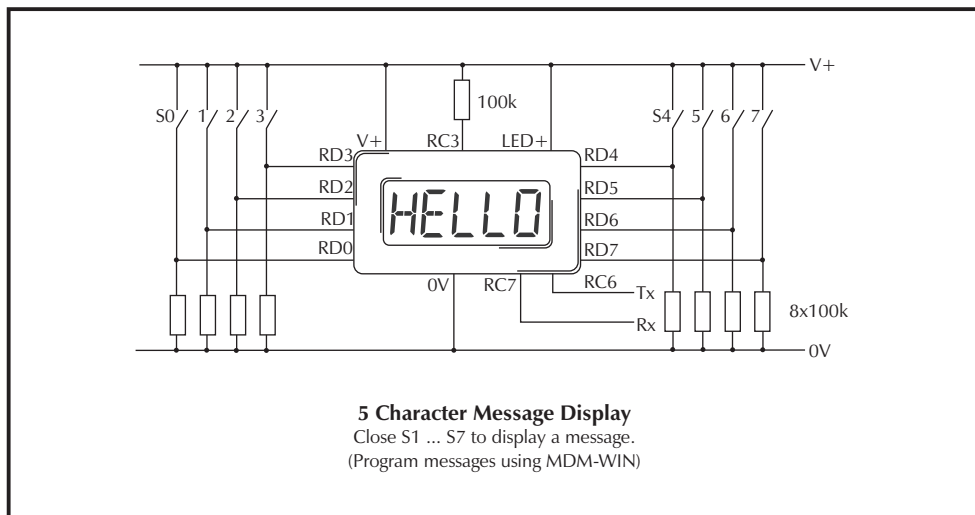 V+
S0 1 2 3
100k
S4 5 6 7
V+ RC3 LED+
RD3 RD4
RD2 RD5
HELLO
RD1 RD6
RD0 RD7
0V RC7 RC6
Tx
Rx
8x100k
0V
5 Character Message Display
Close S1 ... S7 to display a message.
(Program messages using MDM-WIN)